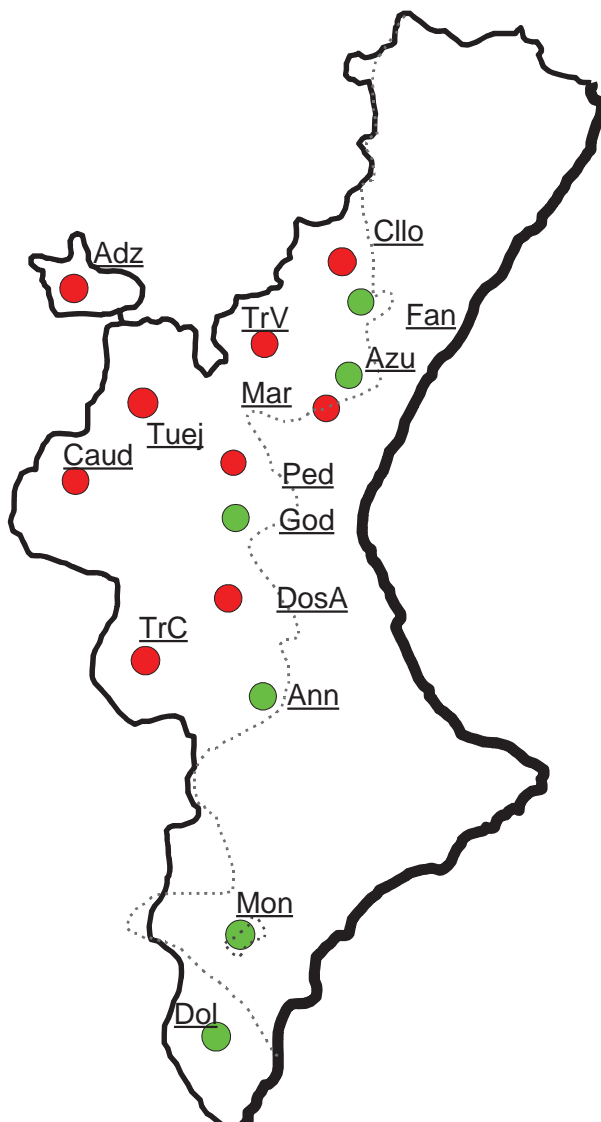 Cllo
Adz
Fan
TrV
Azu
Mar
Tuej
Caud
Ped
God
DosA
TrC
Ann
Mon
Dol